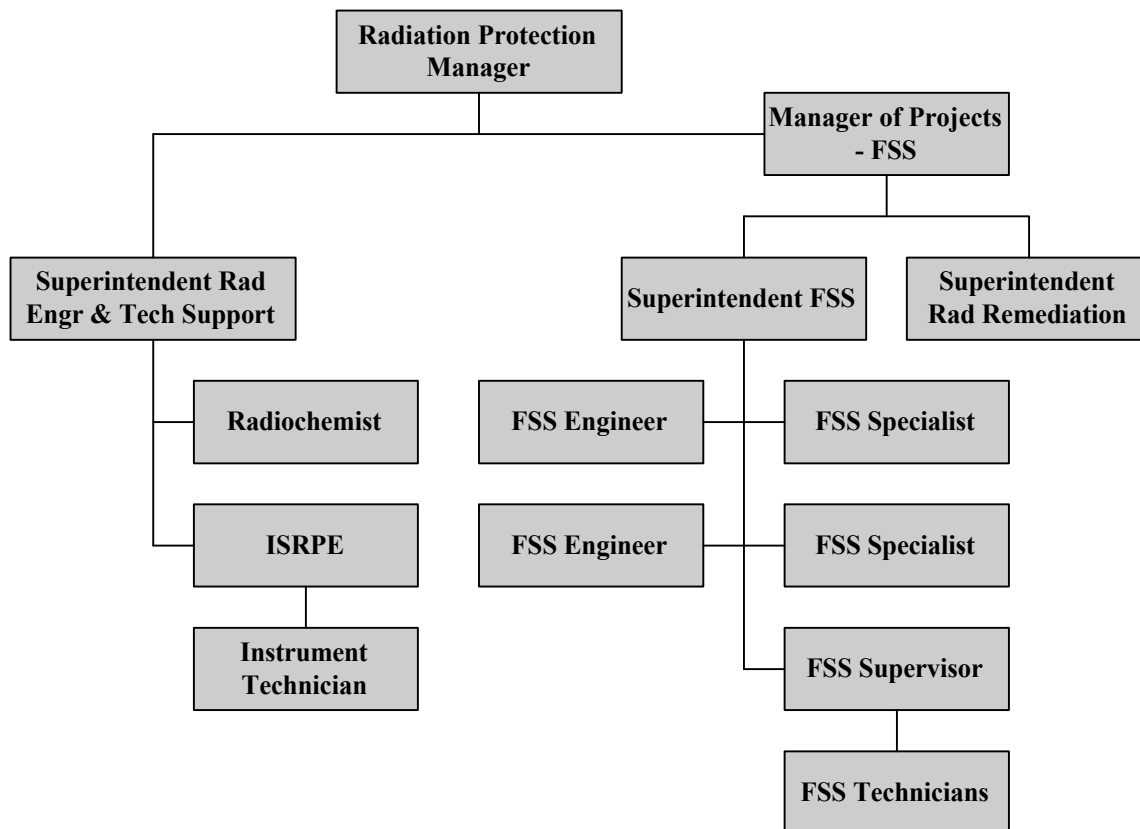 Radiation Protection
Manager
Manager of Projects
- FSS
Superintendent Rad
Engr & Tech Support
Superintendent FSS
Superintendent
Rad Remediation
Radiochemist
FSS Engineer
FSS Specialist
ISRPE
FSS Engineer
FSS Specialist
Instrument
Technician
FSS Supervisor
FSS Technicians